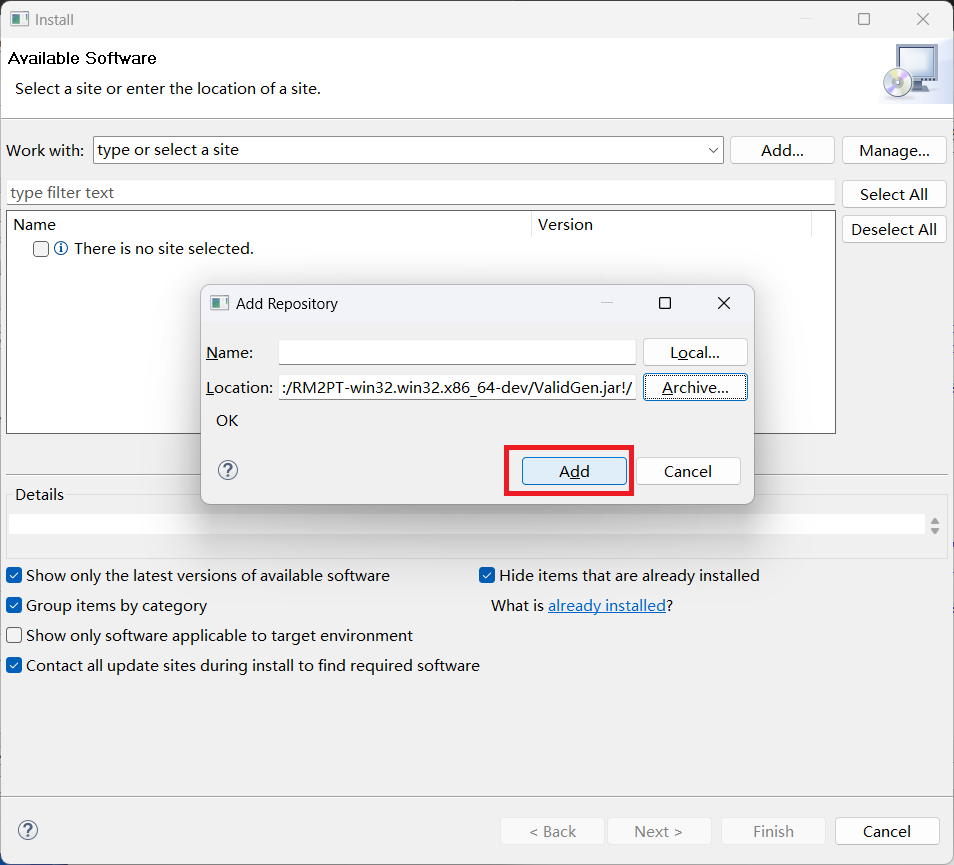 Install
Available Software
Select a site or enter the location of a site.
Work with: type or select a site Add... Manage...
type filter text Select All
Name Version Deselect All
There is no site selected.
Add Repository
Name: Local...
Location: :/RM2PT-win32.win32.x86_64-dev/ValidGen.jar!/ Archive...
OK
Add Cancel
Details
Show only the latest versions of available software Hide items that are already installed
Group items by category What is already installed?
Show only software applicable to target environment
Contact all update sites during install to find required software
< Back Next > Finish Cancel